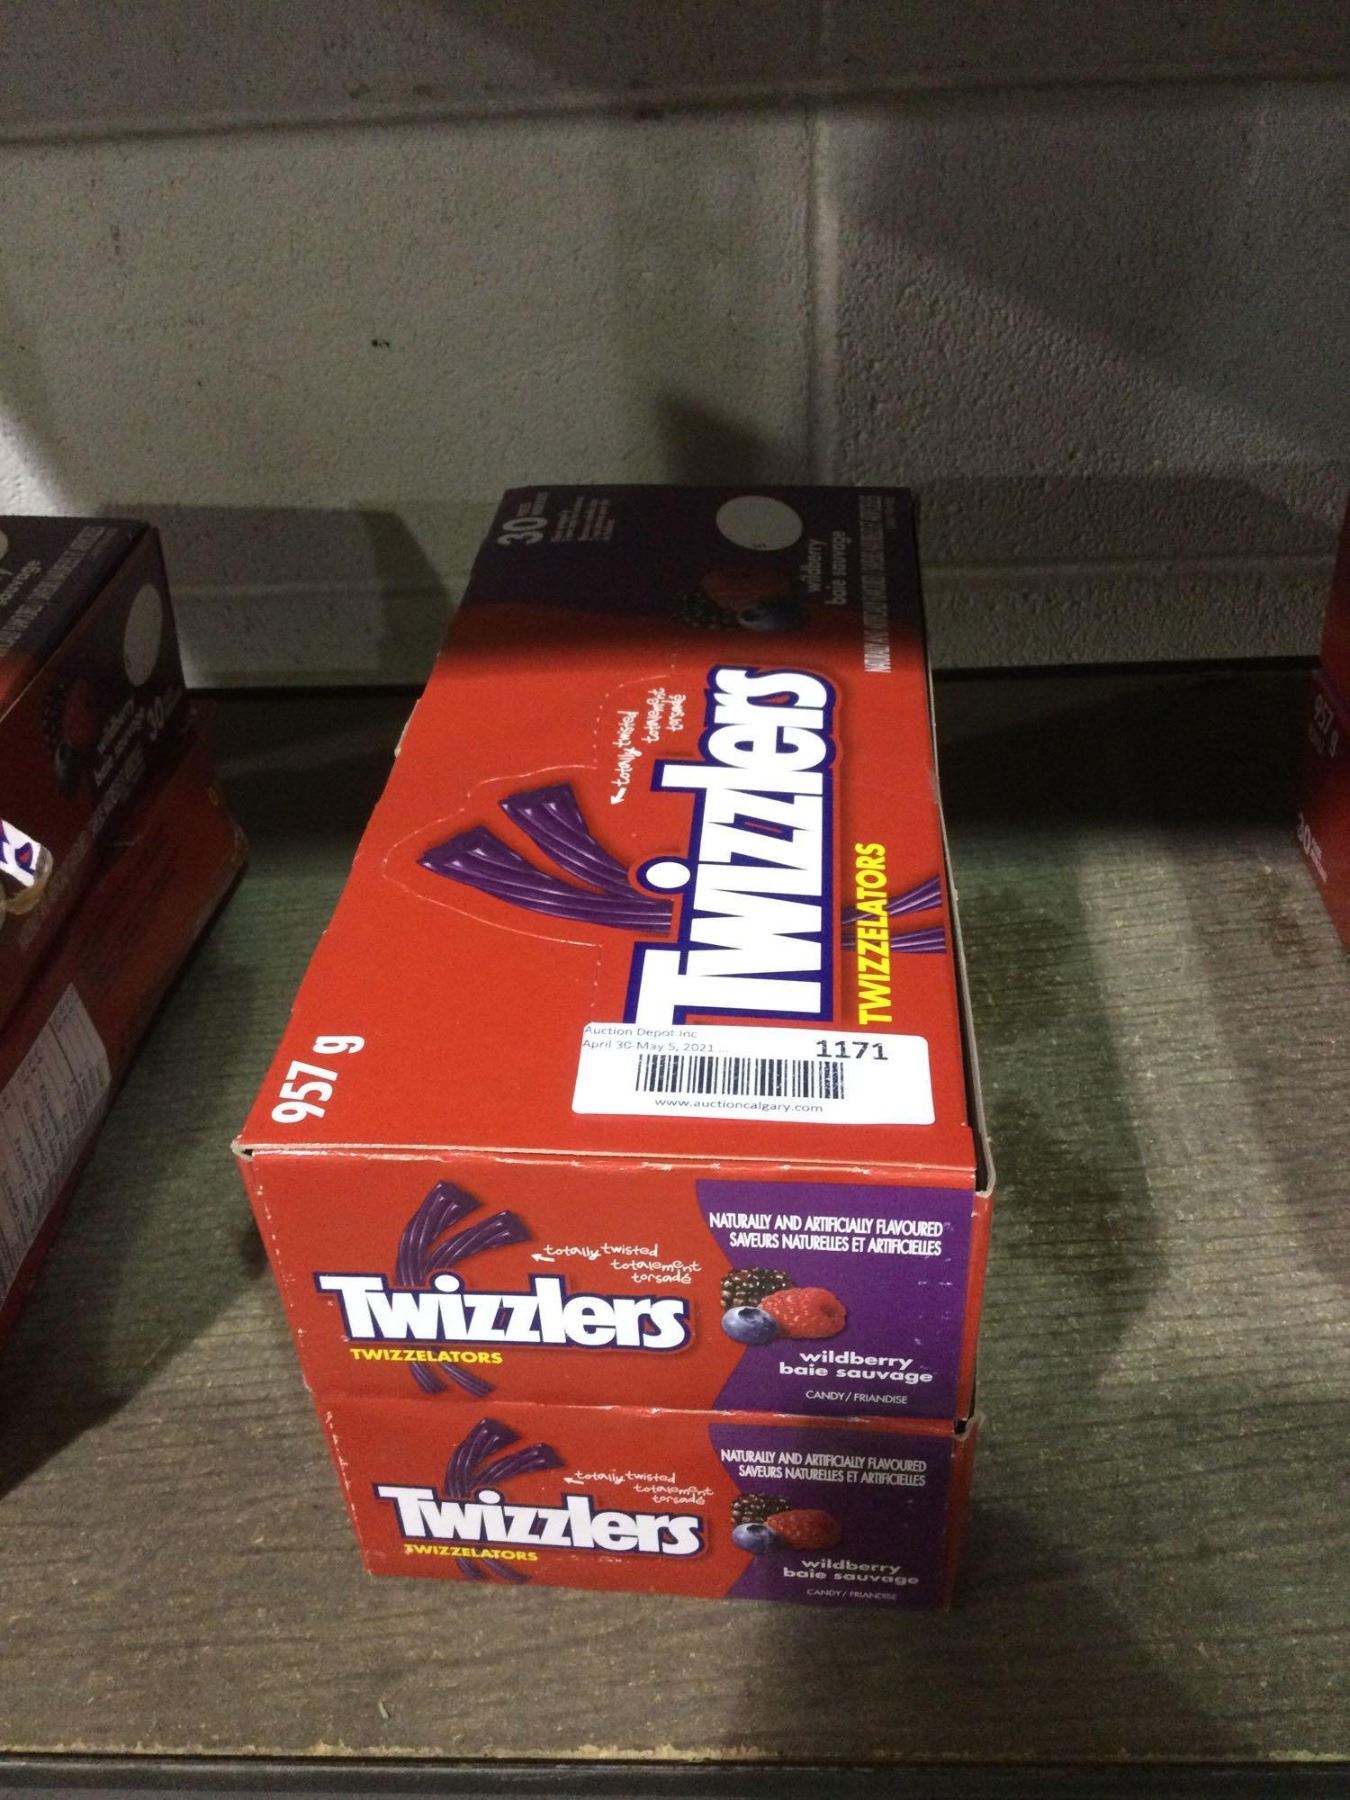 30
wildberry
baie sauvage
totally twisted
totalement
torsadé
Twizzlers
TWIZZELATORS
957 g
Auction Depot Inc
April 30-May 5, 2021 ...
1171
www.auctioncalgary.com
NATURALLY AND ARTIFICIALLY FLAVOURED
SAVEURS NATURELLES ET ARTIFICIELLES
totally twisted
totalement
torsadé
Twizzlers
TWIZZELATORS
wildberry
baie sauvage
CANDY / FRIANDISE
NATURALLY AND ARTIFICIALLY FLAVOURED
SAVEURS NATURELLES ET ARTIFICIELLES
totally twisted
totalement
torsadé
Twizzlers
TWIZZELATORS
wildberry
baie sauvage
CANDY / FRIANDISE